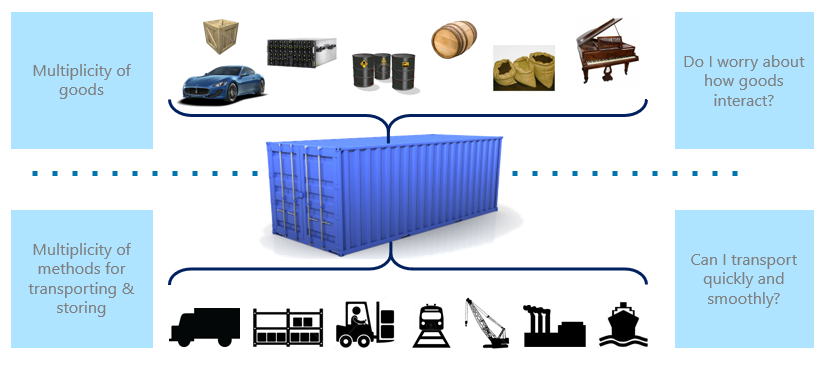 Multiplicity of
goods
Do I worry about
how goods
interact?
Multiplicity of
methods for
transporting &
storing
Can I transport
quickly and
smoothly?